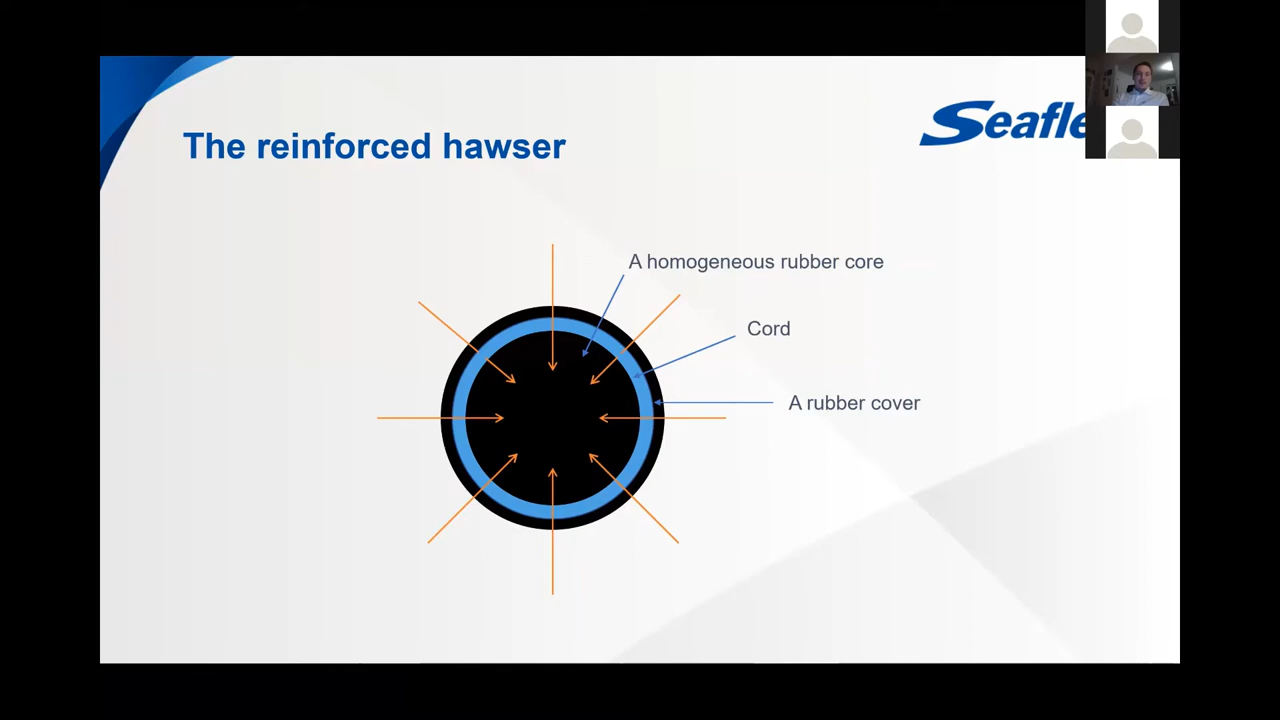 The reinforced hawser
Seafle
A homogeneous rubber core
Cord
A rubber cover